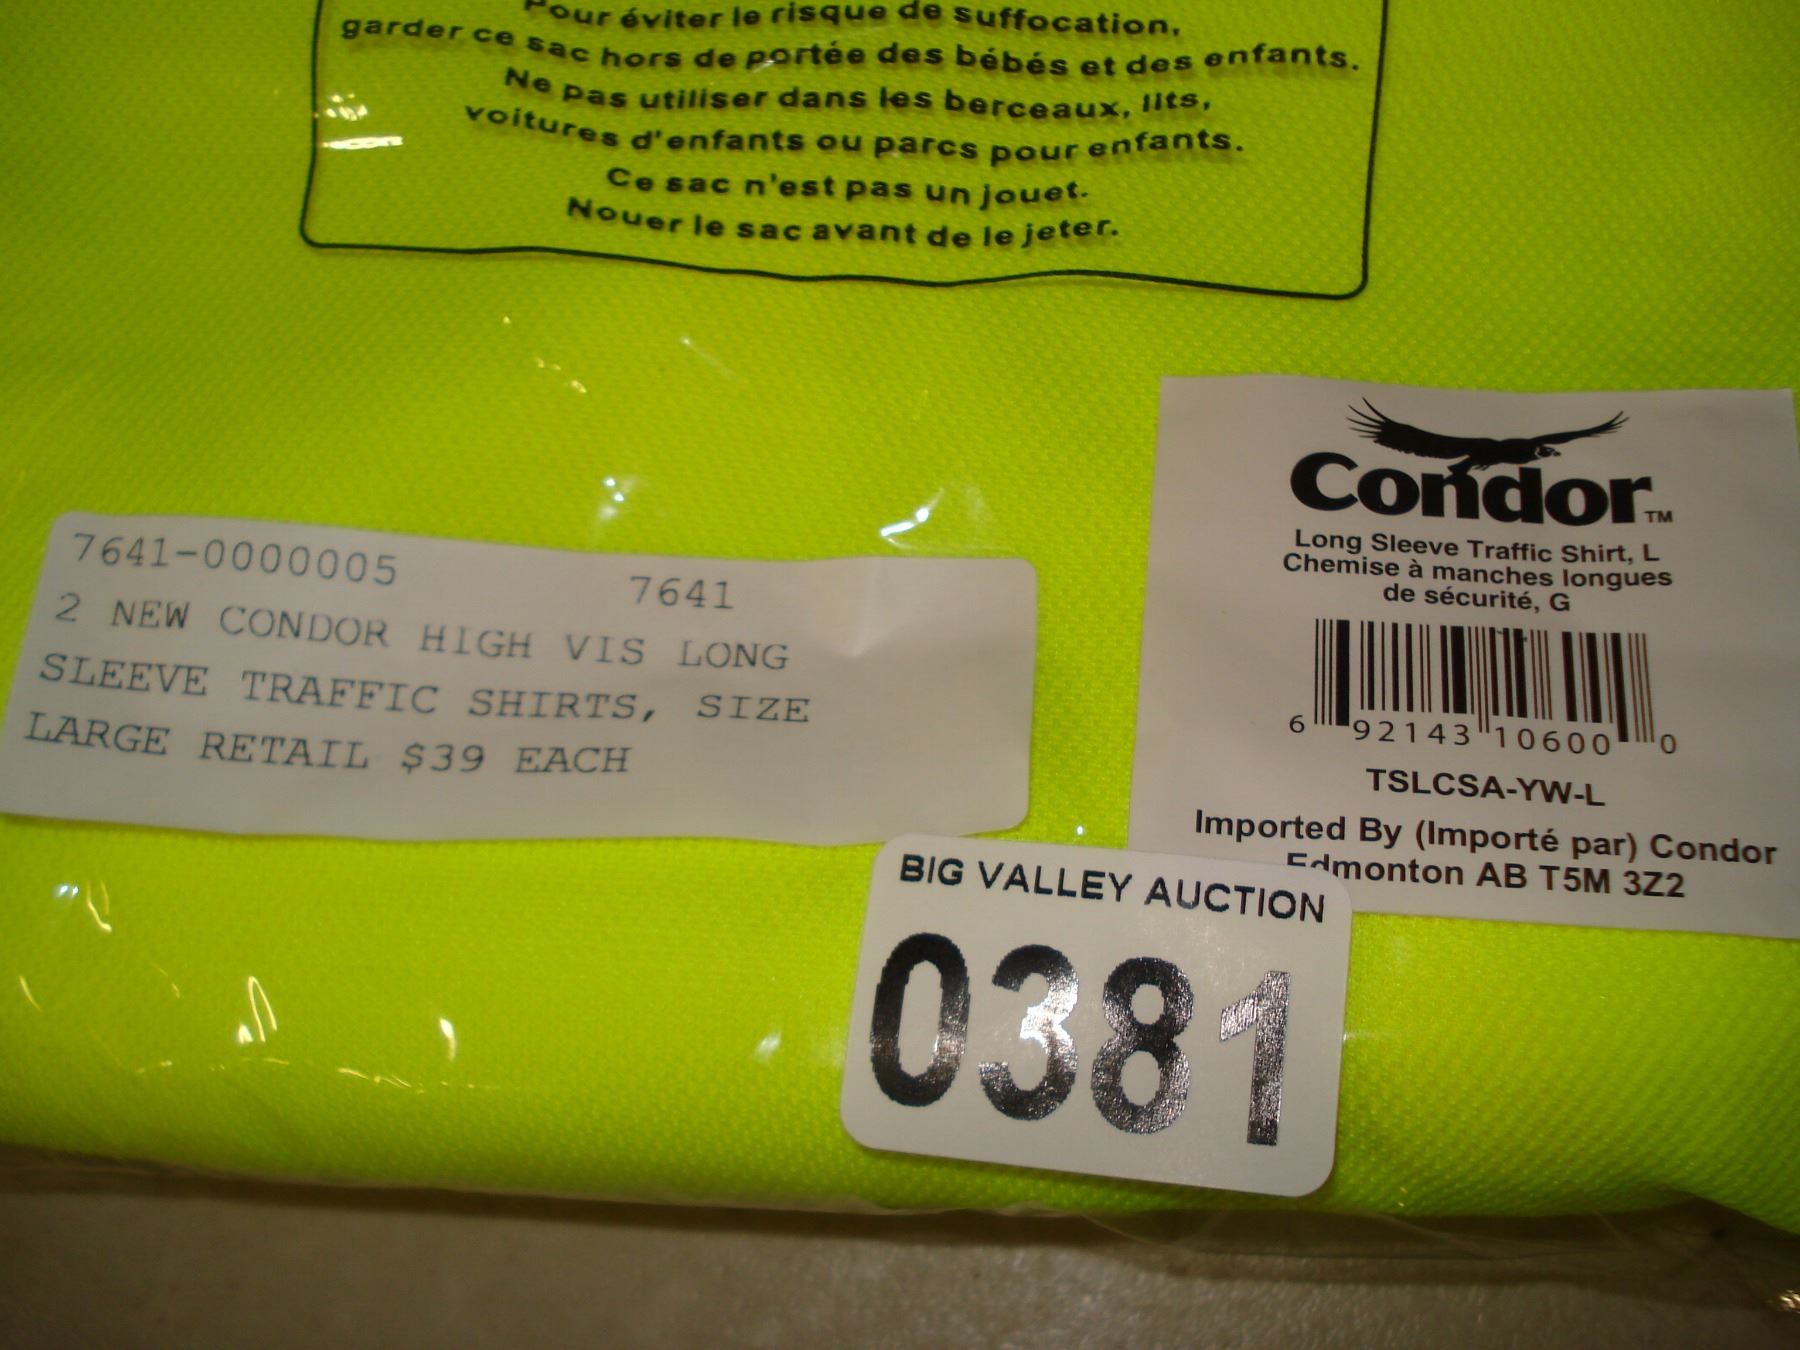 Pour éviter le risque de suffocation,
garder ce sac hors de portée des bébés et des enfants.
Ne pas utiliser dans les berceaux, lits,
voitures d'enfants ou parcs pour enfants.
Ce sac n'est pas un jouet.
Nouer le sac avant de le jeter.
7641-0000005 7641
2 NEW CONDOR HIGH VIS LONG
SLEEVE TRAFFIC SHIRTS, SIZE
LARGE RETAIL $39 EACH
Condor™
Long Sleeve Traffic Shirt, L
Chemise à manches longues
de sécurité, G
6 92143 10600 0
TSLCSA-YW-L
Imported By (Importé par) Condor
Edmonton AB T5M 3Z2
BIG VALLEY AUCTION
0381